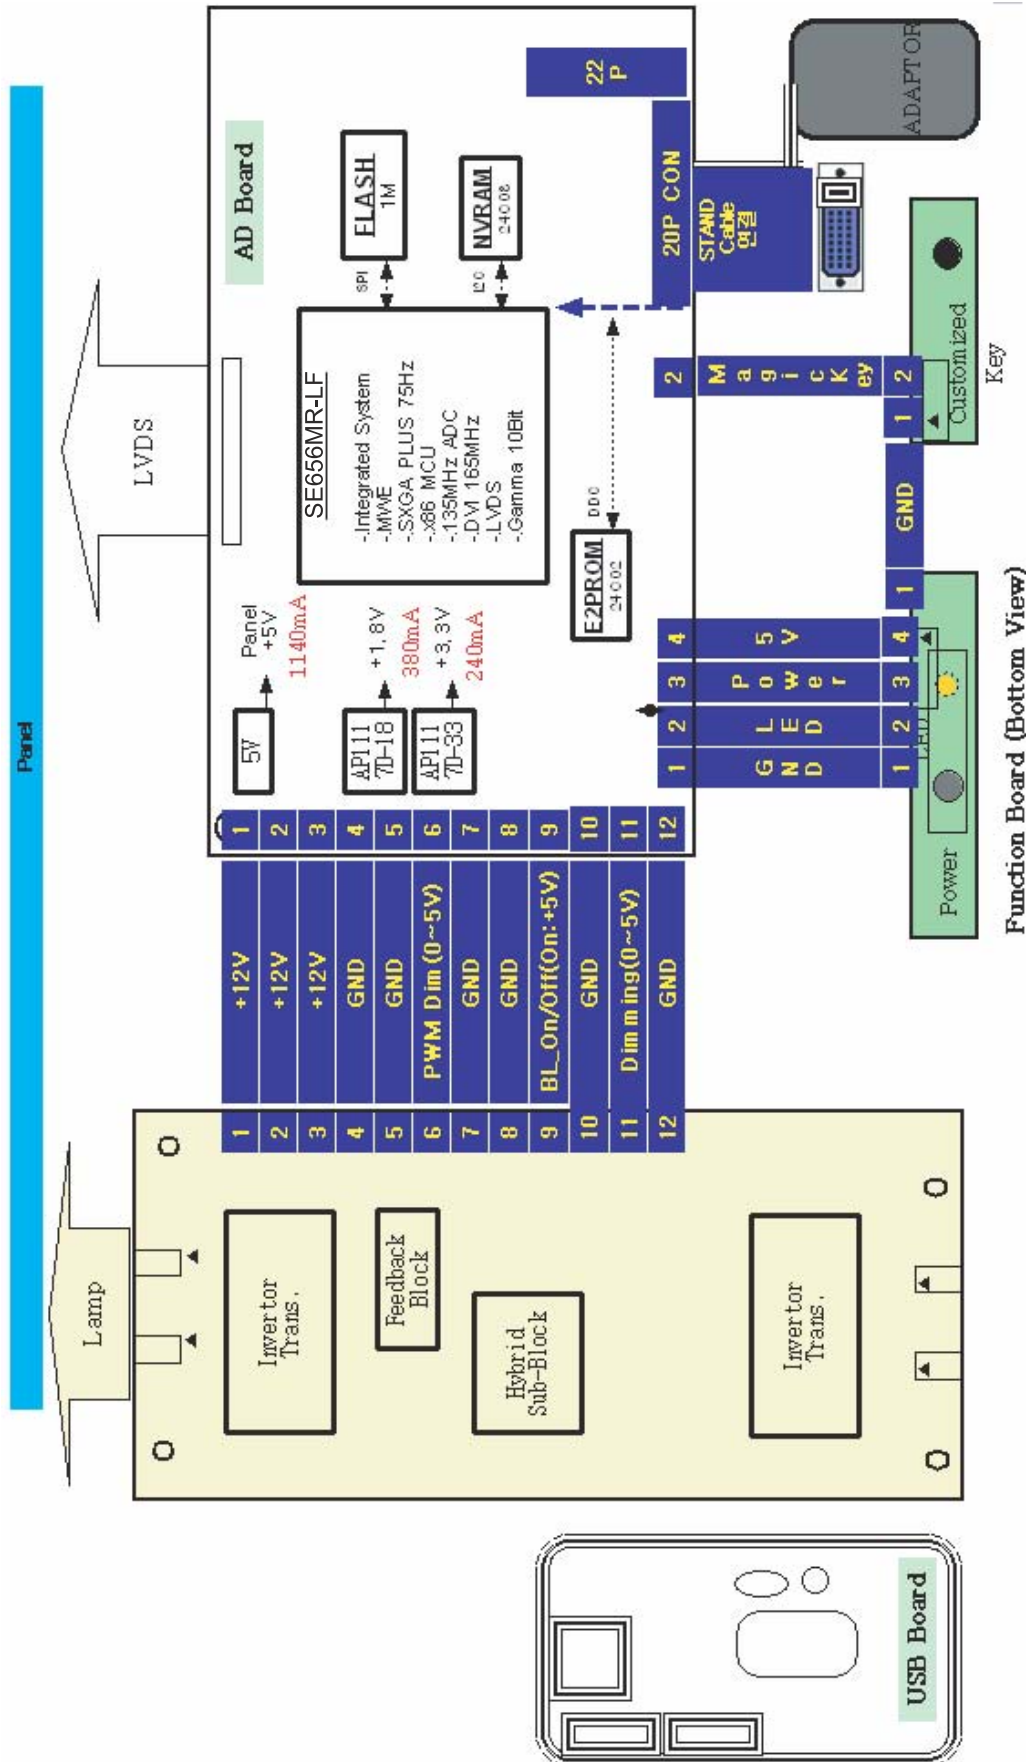 Panel
Lamp
LVDS
Invertor
Trans.
Feedback
Block
Hybrid
Sub-Block
Invertor
Trans.
USB Board
1 +12V 1
2 +12V 2
3 +12V 3
4 GND 4
5 GND 5
6 PWM Dim(0~5V) 6
7 GND 7
8 GND 8
9 BL_On/Off(On:+5V) 9
10 GND 10
11 Dimming(0~5V) 11
12 GND 12
AD Board
5V
Panel
+5V
1140mA
AP111
7D-18
+1,8V
380mA
AP111
7D-33
+3,3V
240mA
SE656MR-LF
-.Integrated System
-.MWE
-.SXGA PLUS 75Hz
-.x86 MCU
-.135MHz ADC
-.DVI 165MHz
-.LVDS
-.Gamma 10Bit
SPI
FLASH
1M
I2C
NVRAM
24C08
E2PROM
24C02
DDC
22
P
20P CON
STAND
Cable
연결
ADAPTOR
1 2 3 4
GND
LED
Power
5V
1 2 3 4
1 GND 1
2
Magic Key
2
Power
LED
Customized
Key
Function Board (Bottom View)